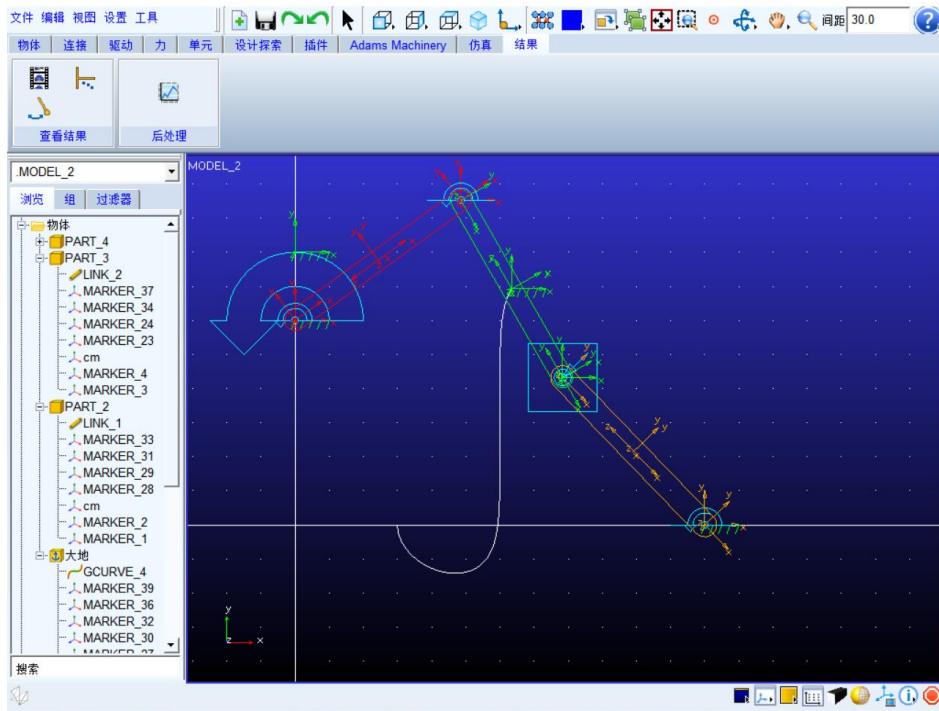 文件 编辑 视图 设置 工具
间距 30.0
物体 连接 驱动 力 单元 设计探索 插件 Adams Machinery 仿真 结果
查看结果
后处理
.MODEL_2
浏览 组 过滤器
物体
PART_4
PART_3
LINK_2
MARKER_37
MARKER_34
MARKER_24
MARKER_23
cm
MARKER_4
MARKER_3
PART_2
LINK_1
MARKER_33
MARKER_31
MARKER_29
MARKER_28
cm
MARKER_2
MARKER_1
大地
GCURVE_4
MARKER_39
MARKER_36
MARKER_32
MARKER_30
搜索
MODEL_2
y
z x